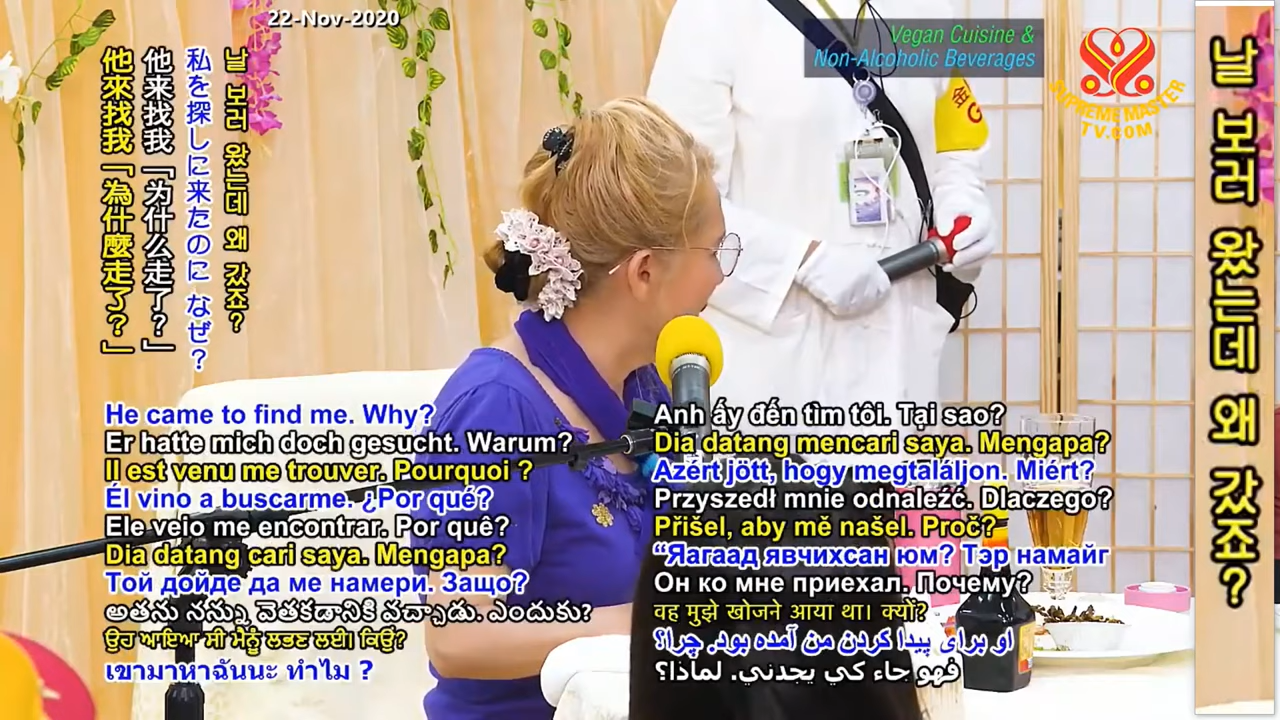 22-Nov-2020
Vegan Cuisine &
Non-Alcoholic Beverages
SUPREME MASTER
TV.COM
金
G
날 보러 왔는데 왜 갔죠?
私を探しに来たのに なぜ?
他来找我「为什么走了?」
他來找我「為什麼走了?」
날 보러 왔는데 왜 갔죠?
He came to find me. Why?
Er hatte mich doch gesucht. Warum?
Il est venu me trouver. Pourquoi ?
Él vino a buscarme. ¿Por qué?
Ele veio me encontrar. Por quê?
Dia datang cari saya. Mengapa?
Той дойде да ме намери. Защо?
అతను నన్ను వెతకడానికి వచ్చాడు. ఎందుకు?
ਉਹ ਆਇਆ ਸੀ ਮੈਨੂੰ ਲਭਣ ਲਈ। ਕਿਉਂ?
เขามาหาฉันนะ ทำไม ?
Anh ấy đến tìm tôi. Tại sao?
Dia datang mencari saya. Mengapa?
Azért jött, hogy megtaláljon. Miért?
Przyszedł mnie odnaleźć. Dlaczego?
Přišel, aby mě našel. Proč?
“Яагаад явчихсан юм? Тэр намайг
Он ко мне приехал. Почему?
वह मुझे खोजने आया था। क्यों?
او برای پیدا کردن من آمده بود. چرا؟
فهو جاء كي يجدني. لماذا؟